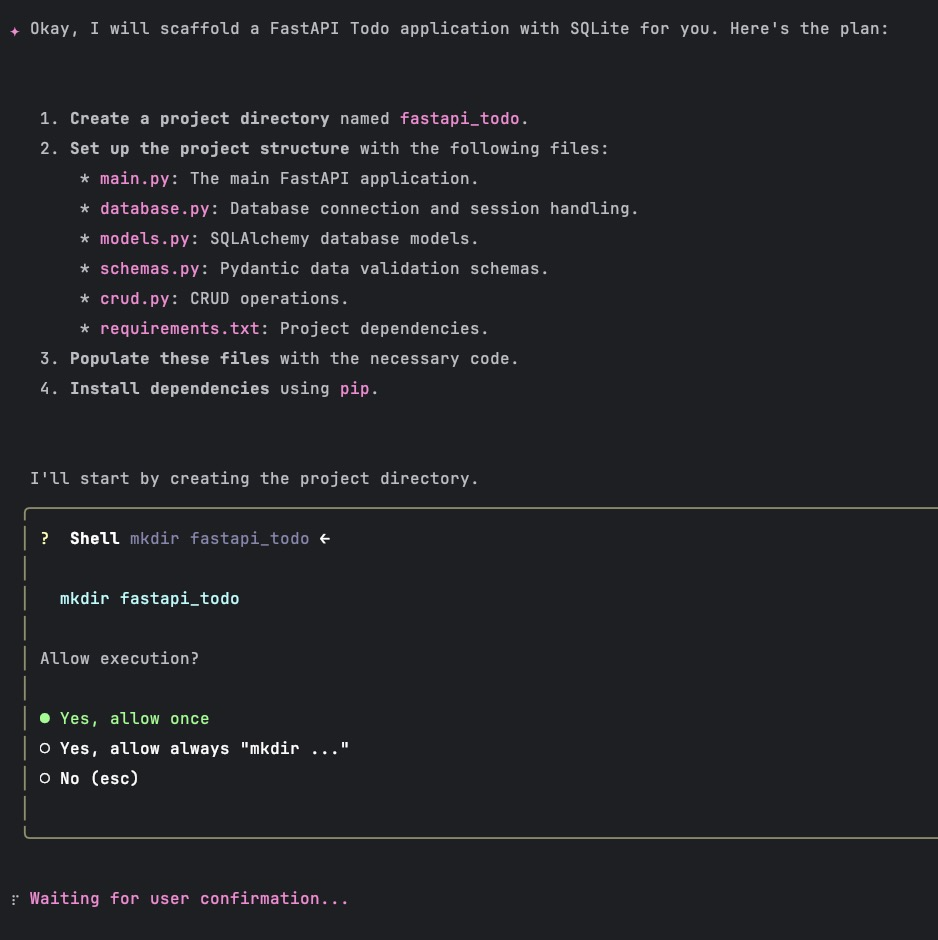 ✦ Okay, I will scaffold a FastAPI Todo application with SQLite for you. Here's the plan:
1. Create a project directory named fastapi_todo.
2. Set up the project structure with the following files:
* main.py: The main FastAPI application.
* database.py: Database connection and session handling.
* models.py: SQLAlchemy database models.
* schemas.py: Pydantic data validation schemas.
* crud.py: CRUD operations.
* requirements.txt: Project dependencies.
3. Populate these files with the necessary code.
4. Install dependencies using pip.
I'll start by creating the project directory.
? Shell mkdir fastapi_todo ←
mkdir fastapi_todo
Allow execution?
● Yes, allow once
○ Yes, allow always "mkdir ..."
○ No (esc)
⠏ Waiting for user confirmation...